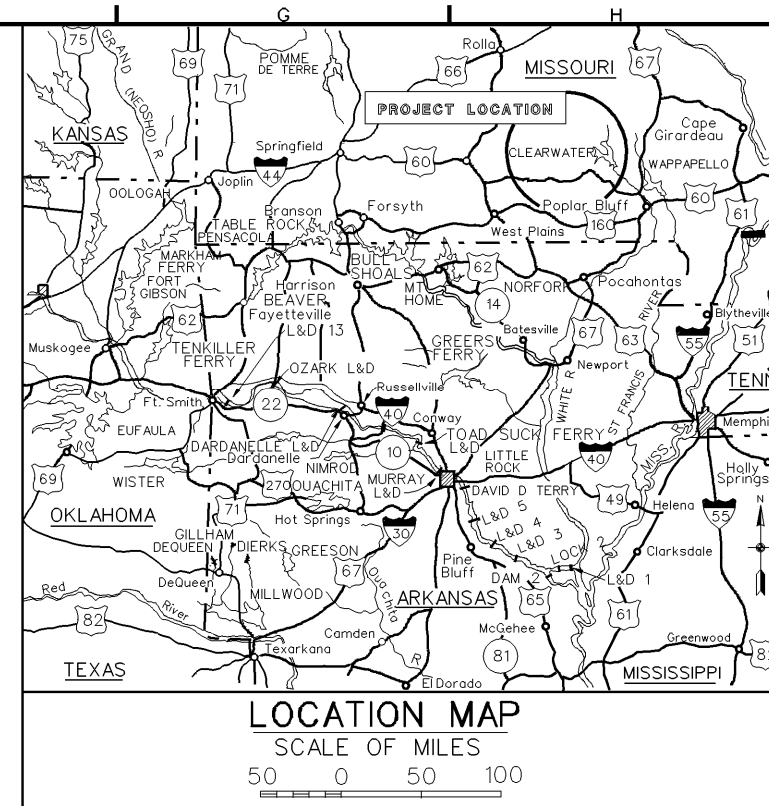 G
H
75
GRAND
(NEOSHO) R
69
71
POMME
DE TERRE
Rolla
66
MISSOURI
67
PROJECT LOCATION
KANSAS
Springfield
44
60
CLEARWATER
Cape
Girardeau
WAPPAPELLO
OOLOGAH
Joplin
Forsyth
Poplar Bluff
60
160
61
Branson
TABLE ROCK
PENSACOLA
West Plains
MARKHAM
FERRY
FORT
GIBSON
BULL
SHOALS
62
Harrison
MT
HOME
NORFORK
Pocahontas
BEAVER
Fayetteville
L&D 13
14
RIVER
Blytheville
62
Batesville
67
63
55
51
Muskogee
TENKILLER
FERRY
GREERS
FERRY
OZARK L&D
Newport
WHITE R
ST FRANCIS
TENN
Ft. Smith
22
Russellville
40
Conway
TOAD SUCK FERRY
L&D
MISS. R
Memphi
EUFAULA
DARDANELLE L&D
Dardanelle
10
LITTLE
ROCK
40
Holly
Springs
69
WISTER
NIMROD
270
OUACHITA
MURRAY
L&D
DAVID D TERRY
49
55
N
OKLAHOMA
71
Hot Springs
30
L&D 5
L&D 4
L&D 3
LOCK 2
Helena
GILLHAM
DEQUEEN
DIERKS
GREESON
Clarksdale
DeQueen
67
Pine
Bluff
DAM 2
L&D 1
Red
River
MILLWOOD
Ouachita
R
ARKANSAS
65
61
82
Camden
McGehee
Greenwood
TEXAS
Texarkana
81
El Dorado
MISSISSIPPI
8
LOCATION MAP
SCALE OF MILES
50 0 50 100